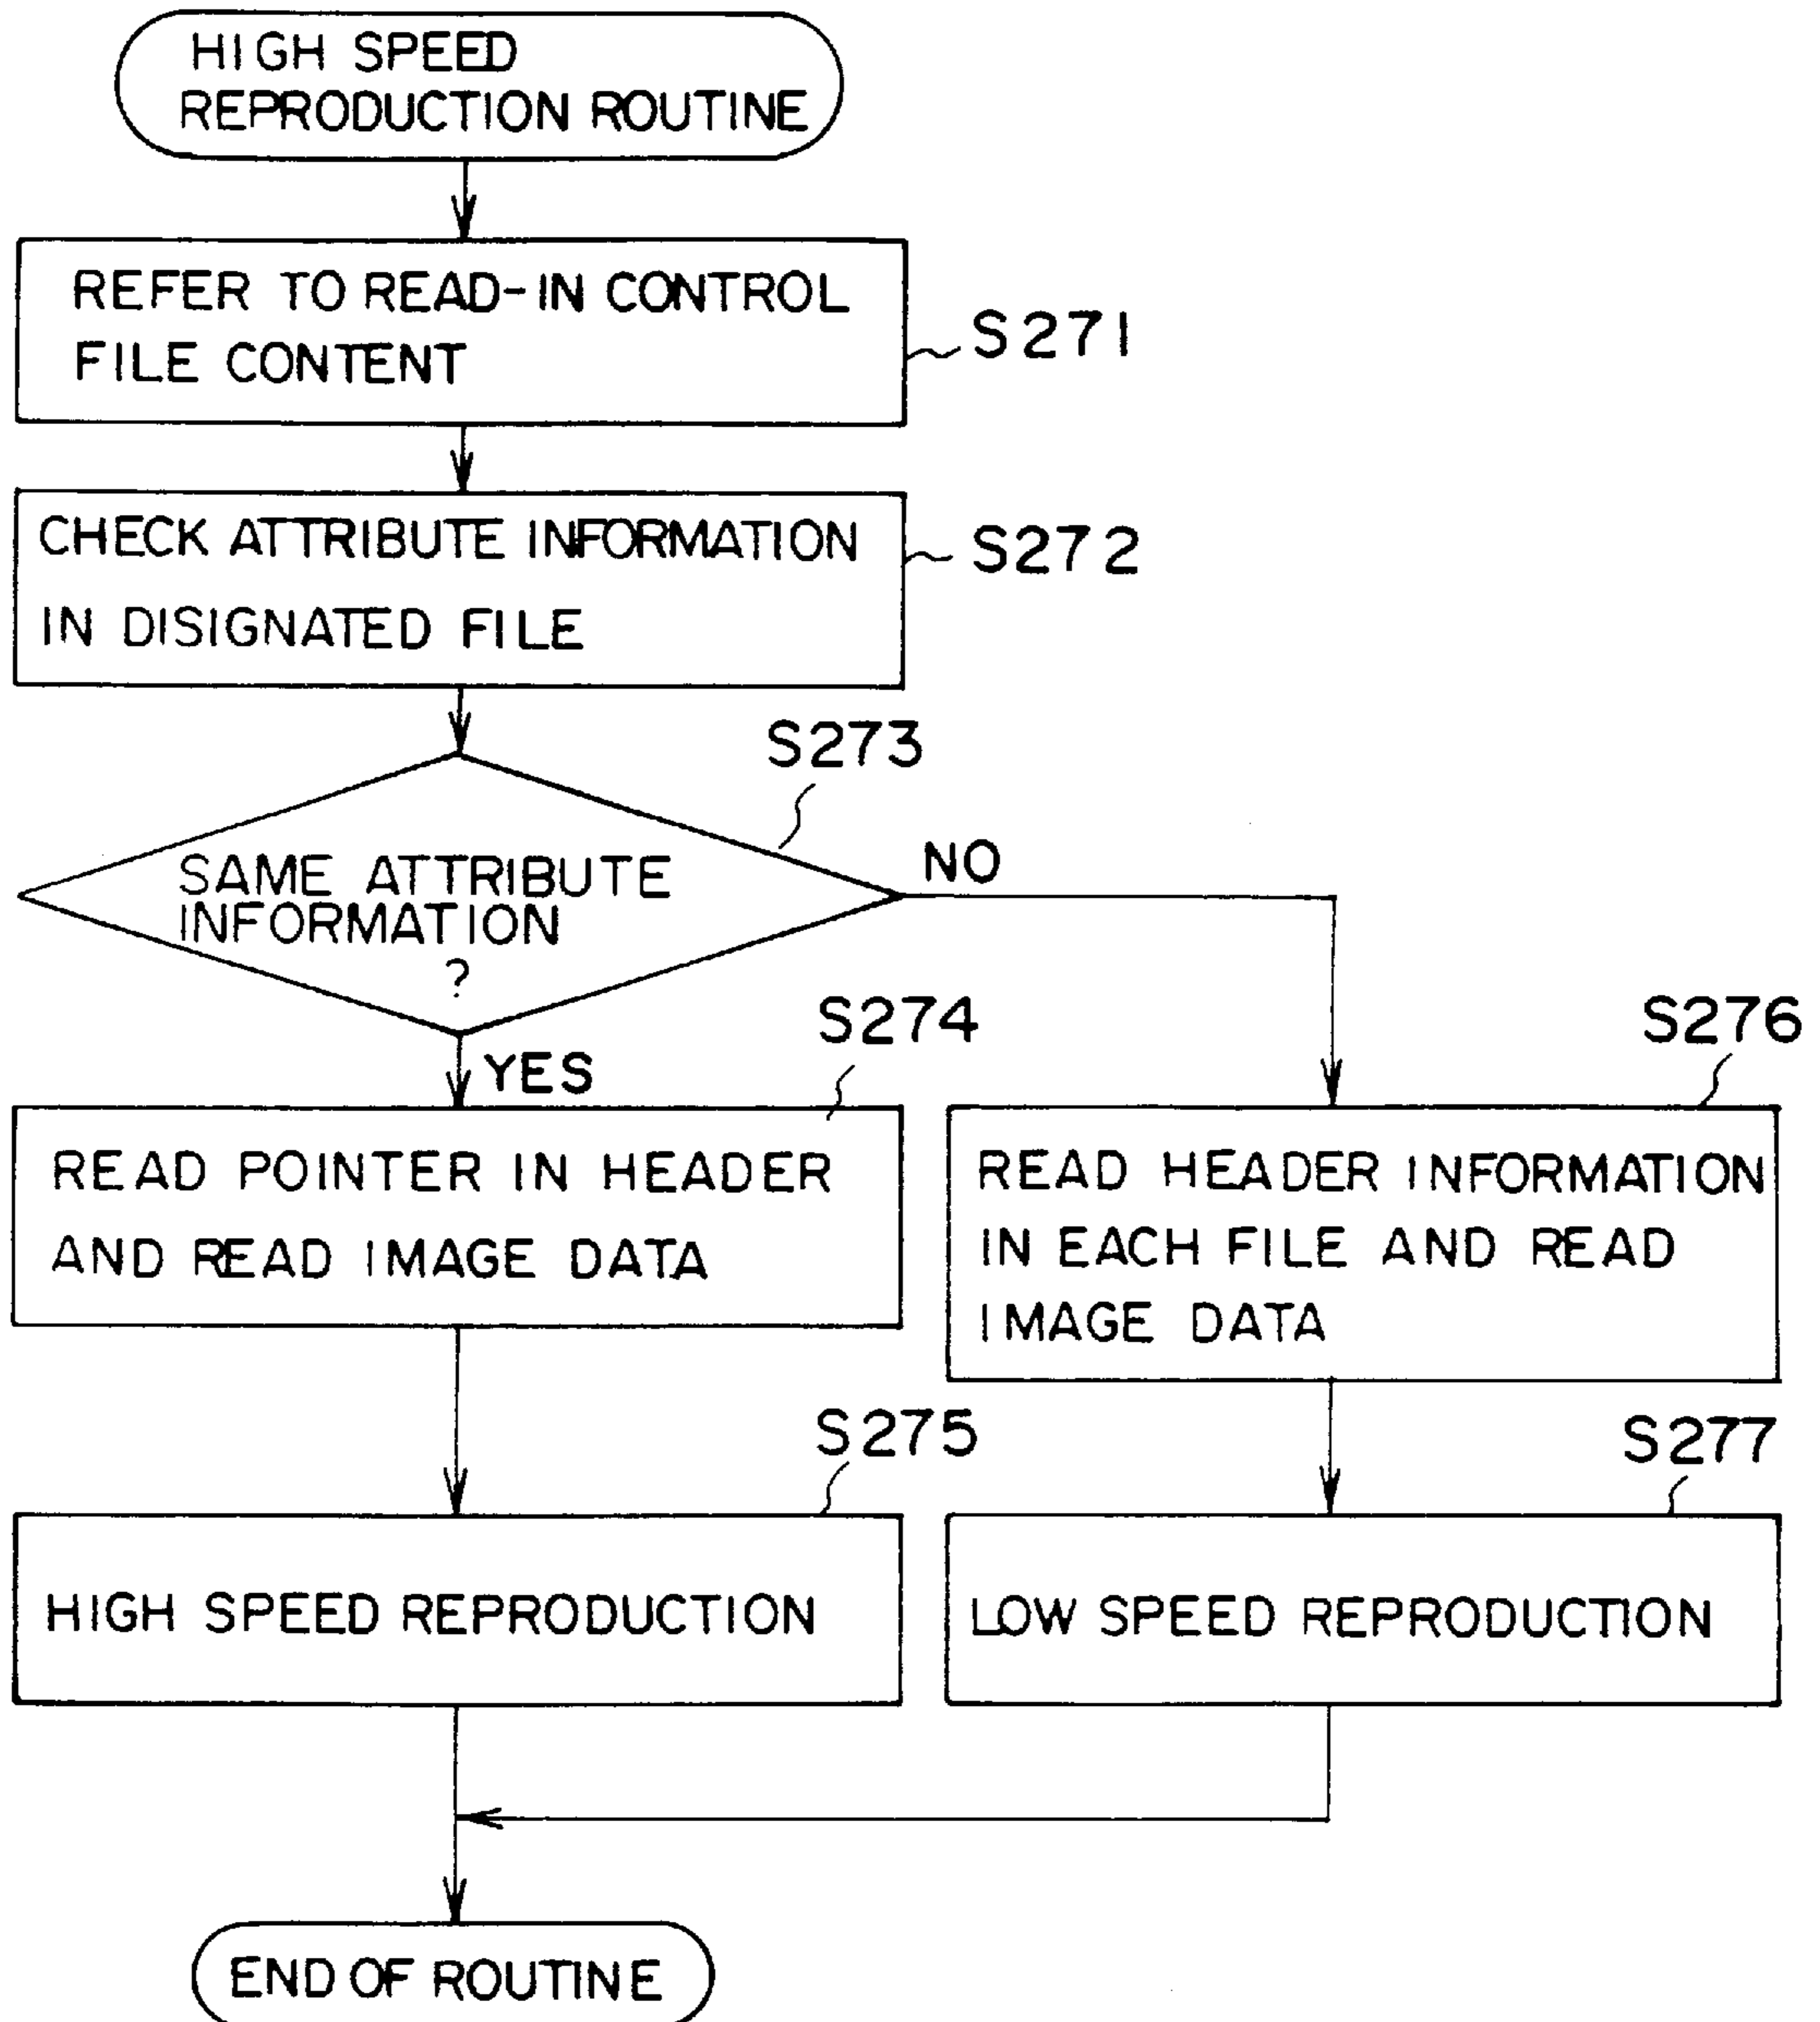 HIGH SPEED
REPRODUCTION ROUTINE
REFER TO READ-IN CONTROL
FILE CONTENT
S271
CHECK ATTRIBUTE INFORMATION
IN DISIGNATED FILE
S272
S273
SAME ATTRIBUTE
INFORMATION
?
NO
YES
S274
READ POINTER IN HEADER
AND READ IMAGE DATA
S276
READ HEADER INFORMATION
IN EACH FILE AND READ
IMAGE DATA
S275
HIGH SPEED REPRODUCTION
S277
LOW SPEED REPRODUCTION
END OF ROUTINE